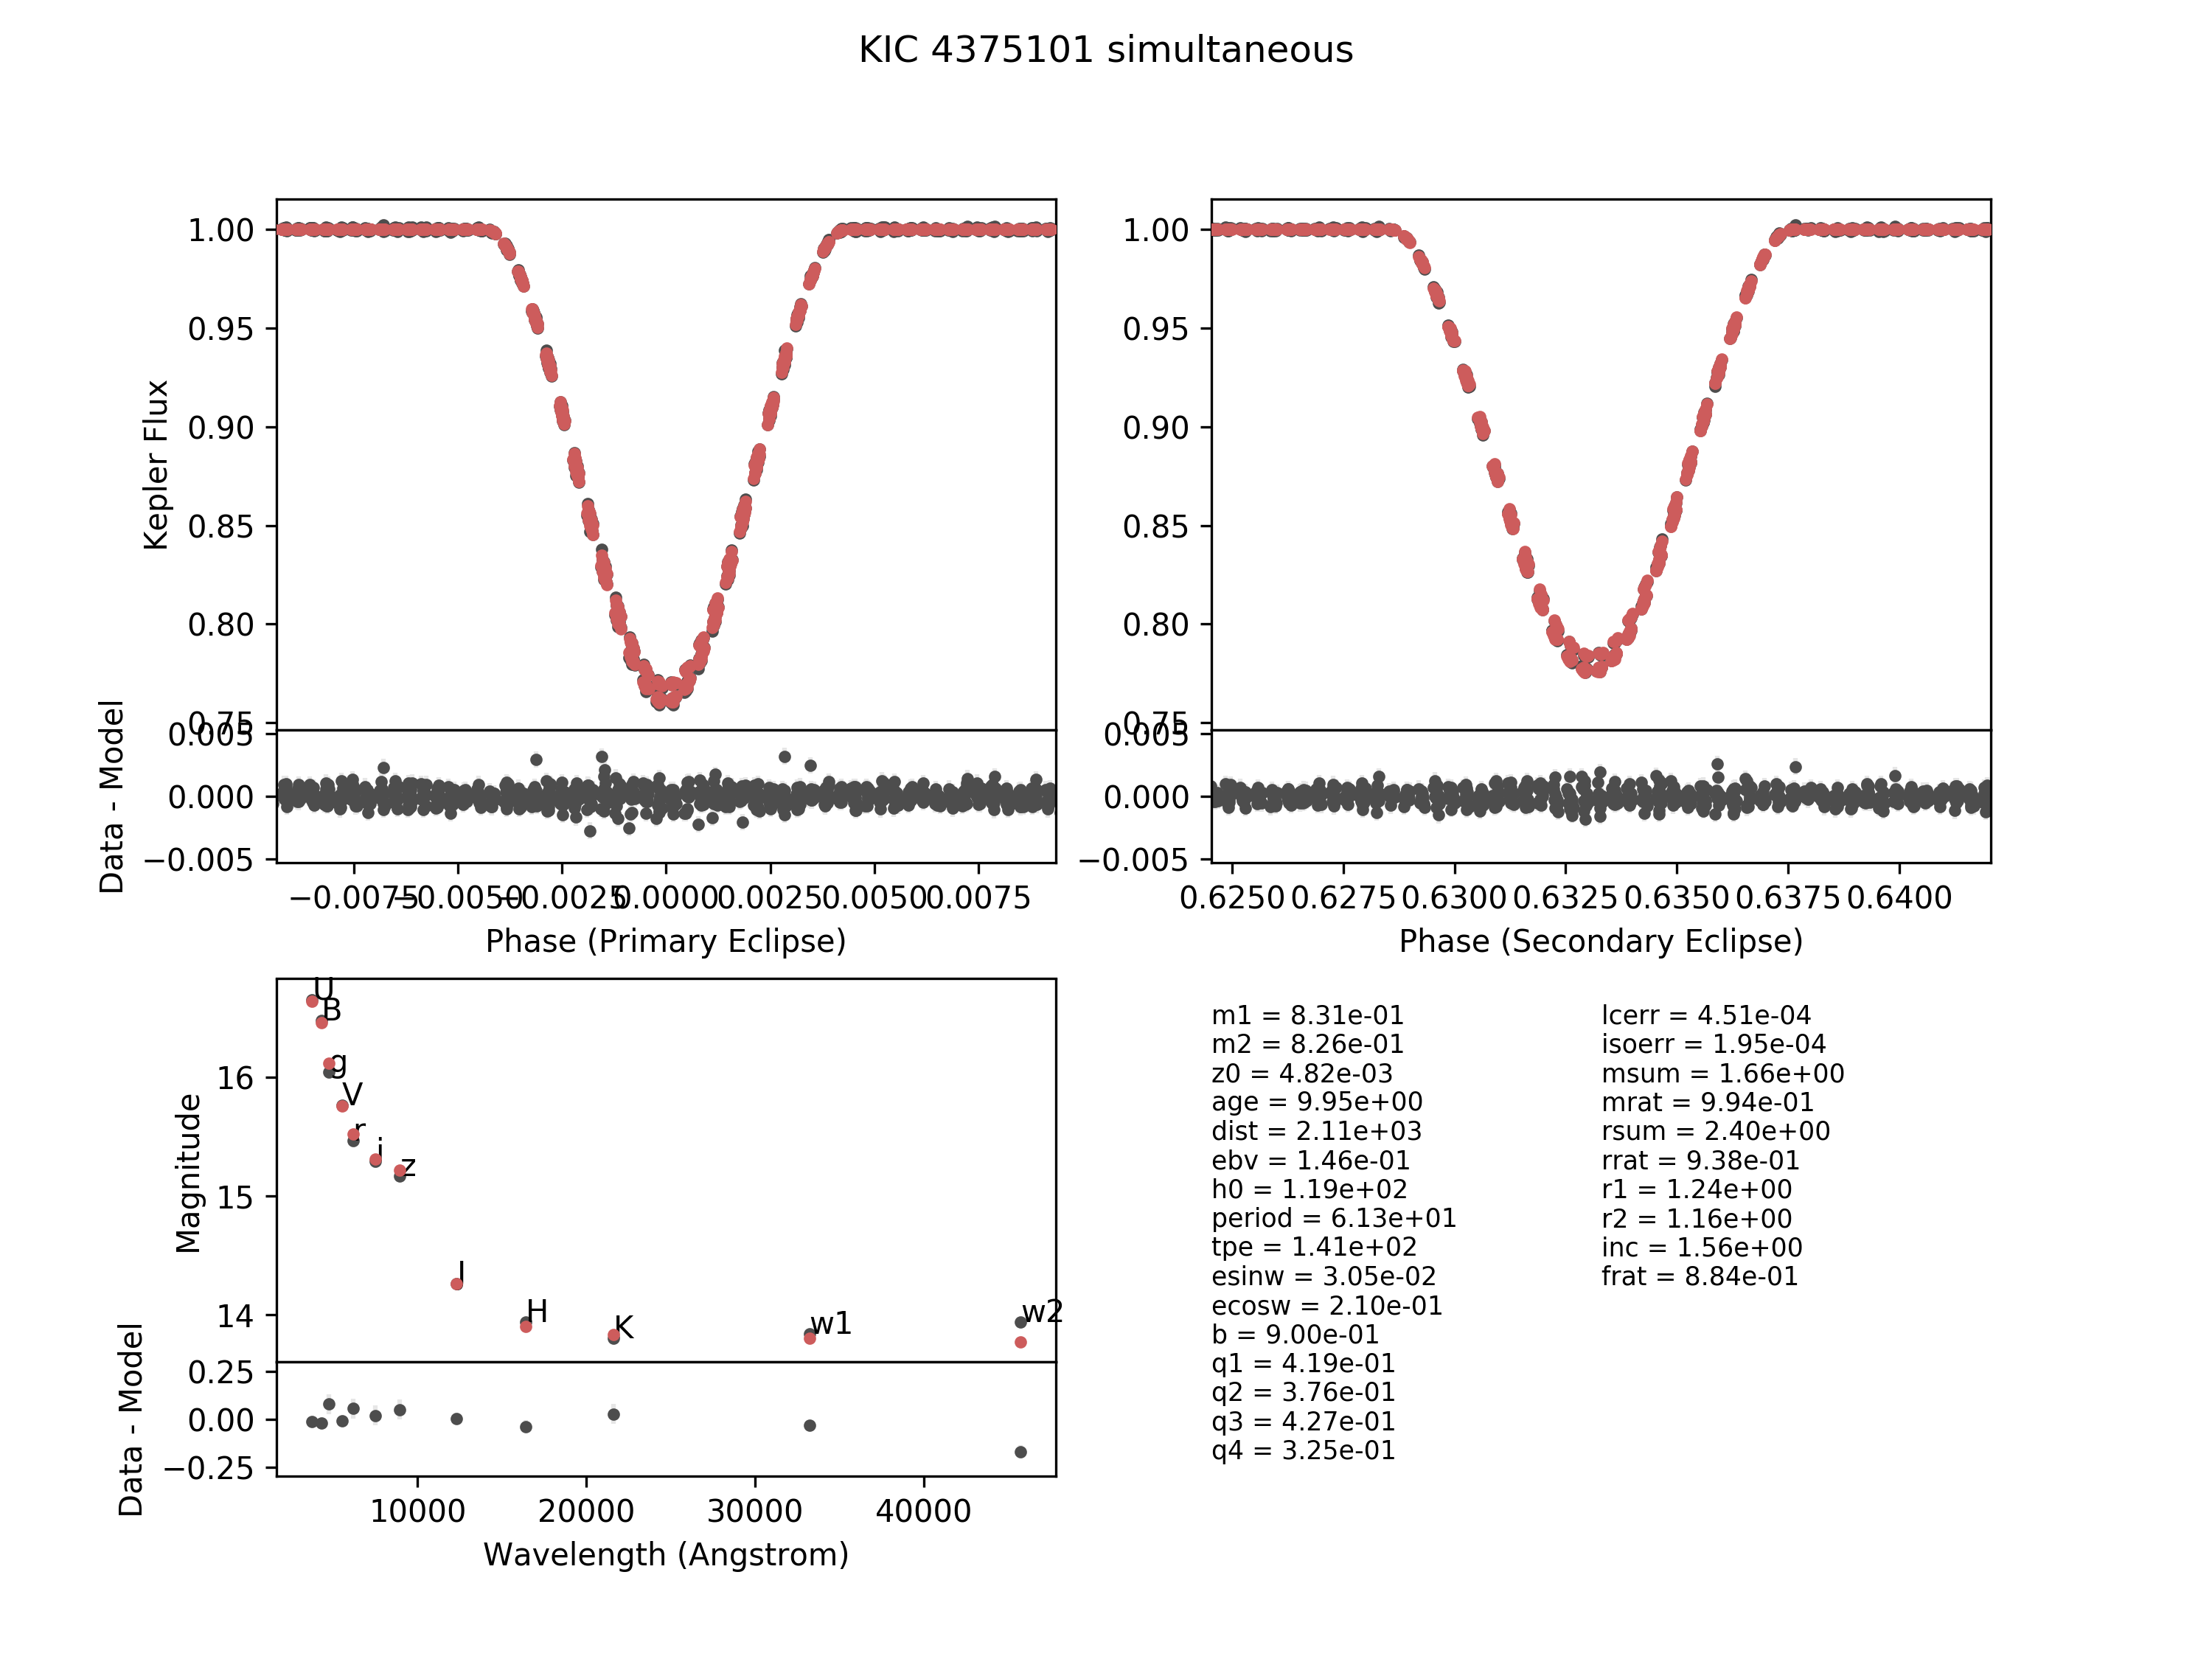 KIC 4375101 simultaneous
Kepler Flux
1.00
0.95
0.90
0.85
0.80
0.75
1.00
0.95
0.90
0.85
0.80
0.75
Data - Model
0.005
0.000
−0.005
0.005
0.000
−0.005
−0.0075 −0.0050 −0.0025 0.0000 0.0025 0.0050 0.0075
Phase (Primary Eclipse)
0.6250 0.6275 0.6300 0.6325 0.6350 0.6375 0.6400
Phase (Secondary Eclipse)
Magnitude
16
15
14
U
B
g
V
r
i
z
J
H
K
w1
w2
Data - Model
0.25
0.00
−0.25
10000 20000 30000 40000
Wavelength (Angstrom)
m1 = 8.31e-01
m2 = 8.26e-01
z0 = 4.82e-03
age = 9.95e+00
dist = 2.11e+03
ebv = 1.46e-01
h0 = 1.19e+02
period = 6.13e+01
tpe = 1.41e+02
esinw = 3.05e-02
ecosw = 2.10e-01
b = 9.00e-01
q1 = 4.19e-01
q2 = 3.76e-01
q3 = 4.27e-01
q4 = 3.25e-01
lcerr = 4.51e-04
isoerr = 1.95e-04
msum = 1.66e+00
mrat = 9.94e-01
rsum = 2.40e+00
rrat = 9.38e-01
r1 = 1.24e+00
r2 = 1.16e+00
inc = 1.56e+00
frat = 8.84e-01